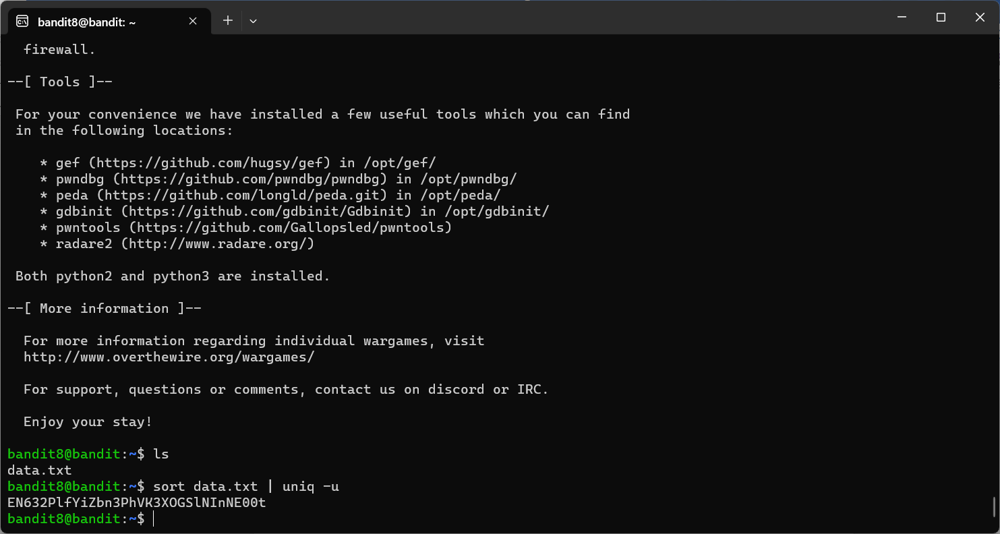 bandit8@bandit: ~
firewall.
--[ Tools ]--
For your convenience we have installed a few useful tools which you can find
in the following locations:
* gef (https://github.com/hugsy/gef) in /opt/gef/
* pwndbg (https://github.com/pwndbg/pwndbg) in /opt/pwndbg/
* peda (https://github.com/longld/peda.git) in /opt/peda/
* gdbinit (https://github.com/gdbinit/Gdbinit) in /opt/gdbinit/
* pwntools (https://github.com/Gallopsled/pwntools)
* radare2 (http://www.radare.org/)
Both python2 and python3 are installed.
--[ More information ]--
For more information regarding individual wargames, visit
http://www.overthewire.org/wargames/
For support, questions or comments, contact us on discord or IRC.
Enjoy your stay!
bandit8@bandit:~$ ls
data.txt
bandit8@bandit:~$ sort data.txt | uniq -u
EN632PlfYiZbn3PhVK3XOGSlNInNE00t
bandit8@bandit:~$